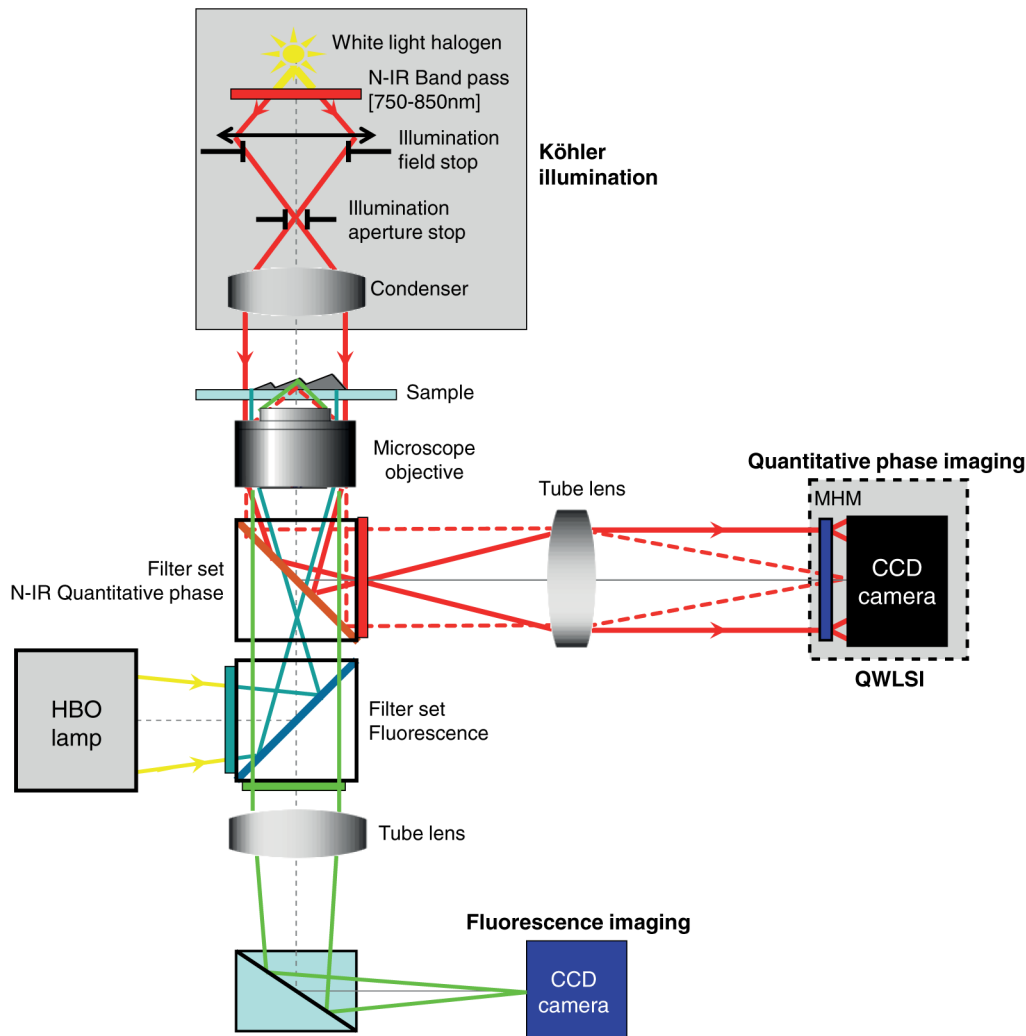 White light halogen
N-IR Band pass
[750-850nm]
Illumination
field stop
Köhler
illumination
Illumination
aperture stop
Condenser
Sample
Microscope
objective
Quantitative phase imaging
Tube lens
MHM
CCD
camera
Filter set
N-IR Quantitative phase
QWLSI
HBO
lamp
Filter set
Fluorescence
Tube lens
Fluorescence imaging
CCD
camera